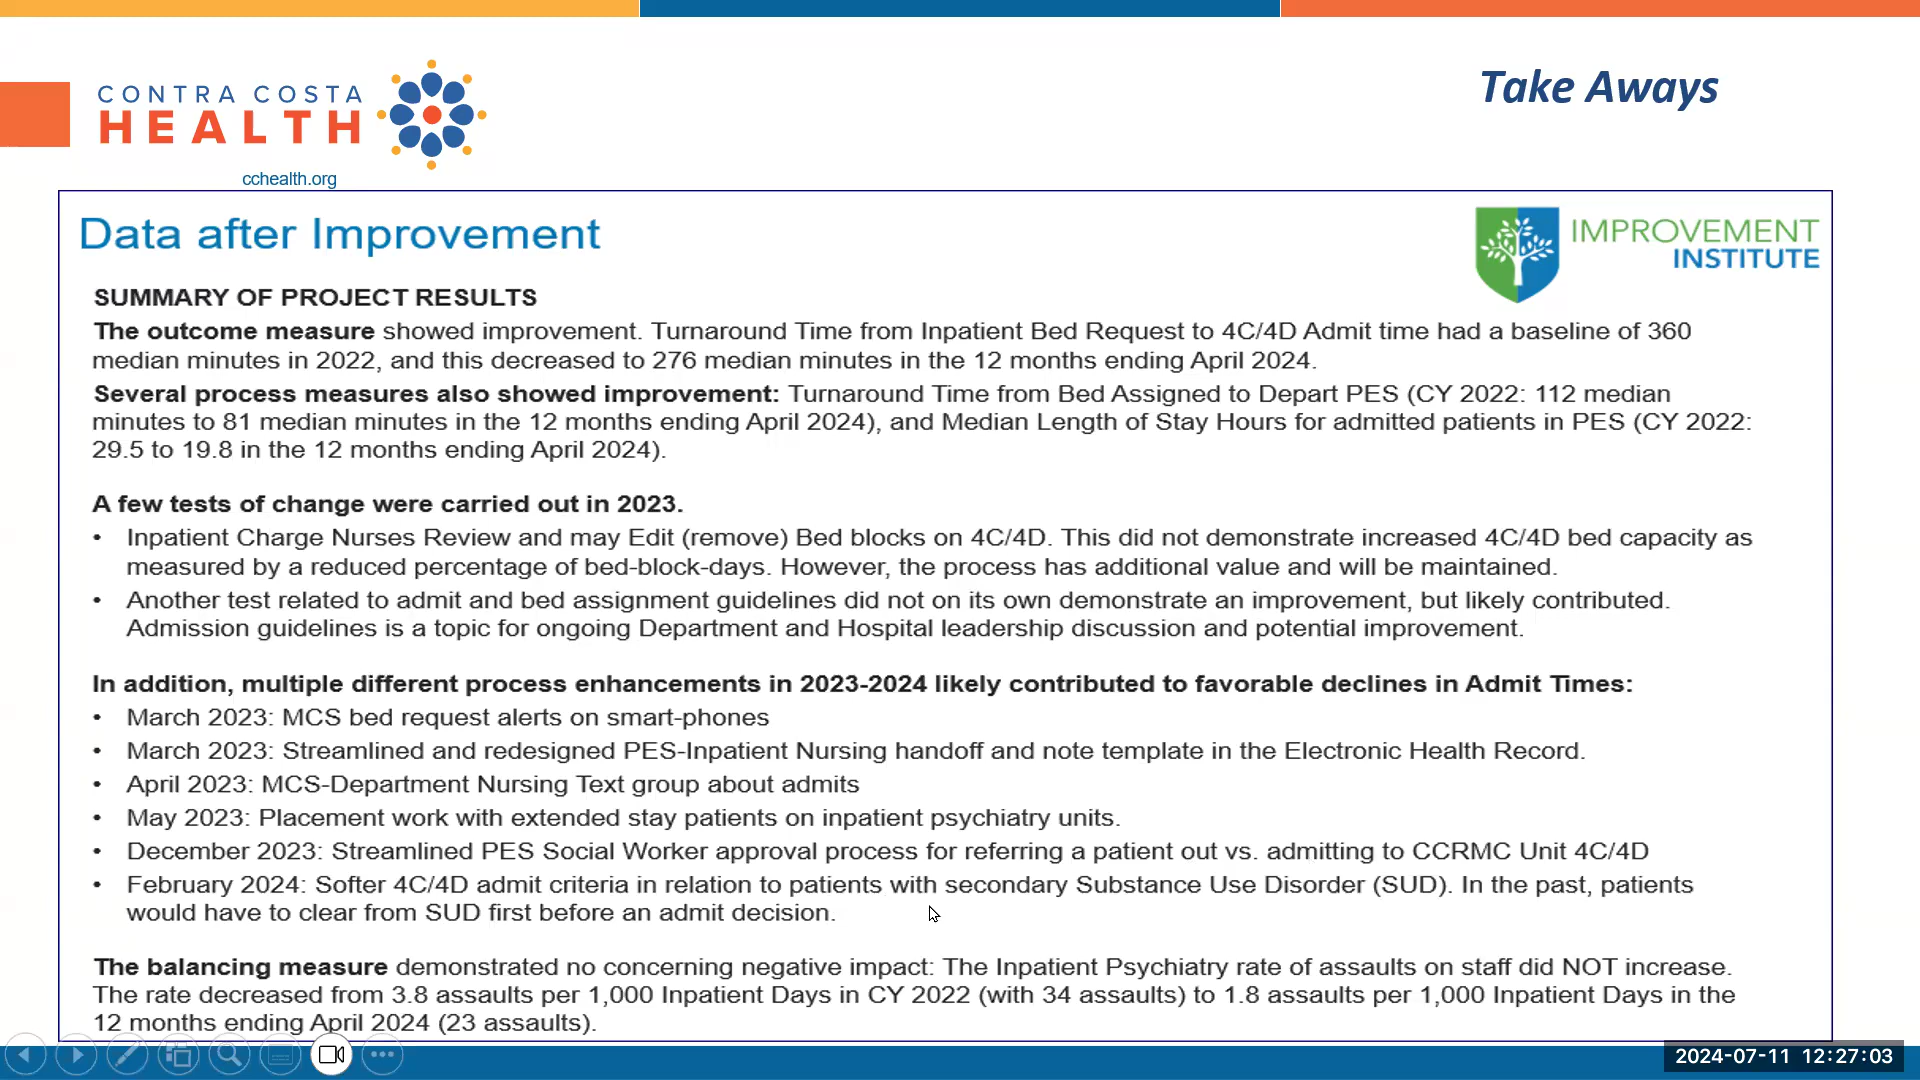 CONTRA COSTA
HEALTH
cchealth.org
Take Aways
Data after Improvement
IMPROVEMENT
INSTITUTE
SUMMARY OF PROJECT RESULTS
The outcome measure showed improvement. Turnaround Time from Inpatient Bed Request to 4C/4D Admit time had a baseline of 360
median minutes in 2022, and this decreased to 276 median minutes in the 12 months ending April 2024.
Several process measures also showed improvement: Turnaround Time from Bed Assigned to Depart PES (CY 2022: 112 median
minutes to 81 median minutes in the 12 months ending April 2024), and Median Length of Stay Hours for admitted patients in PES (CY 2022:
29.5 to 19.8 in the 12 months ending April 2024).
A few tests of change were carried out in 2023.
• Inpatient Charge Nurses Review and may Edit (remove) Bed blocks on 4C/4D. This did not demonstrate increased 4C/4D bed capacity as
measured by a reduced percentage of bed-block-days. However, the process has additional value and will be maintained.
• Another test related to admit and bed assignment guidelines did not on its own demonstrate an improvement, but likely contributed.
Admission guidelines is a topic for ongoing Department and Hospital leadership discussion and potential improvement.
In addition, multiple different process enhancements in 2023-2024 likely contributed to favorable declines in Admit Times:
• March 2023: MCS bed request alerts on smart-phones
• March 2023: Streamlined and redesigned PES-Inpatient Nursing handoff and note template in the Electronic Health Record.
• April 2023: MCS-Department Nursing Text group about admits
• May 2023: Placement work with extended stay patients on inpatient psychiatry units.
• December 2023: Streamlined PES Social Worker approval process for referring a patient out vs. admitting to CCRMC Unit 4C/4D
• February 2024: Softer 4C/4D admit criteria in relation to patients with secondary Substance Use Disorder (SUD). In the past, patients
would have to clear from SUD first before an admit decision.
The balancing measure demonstrated no concerning negative impact: The Inpatient Psychiatry rate of assaults on staff did NOT increase.
The rate decreased from 3.8 assaults per 1,000 Inpatient Days in CY 2022 (with 34 assaults) to 1.8 assaults per 1,000 Inpatient Days in the
12 months ending April 2024 (23 assaults).
2024-07-11 12:27:03